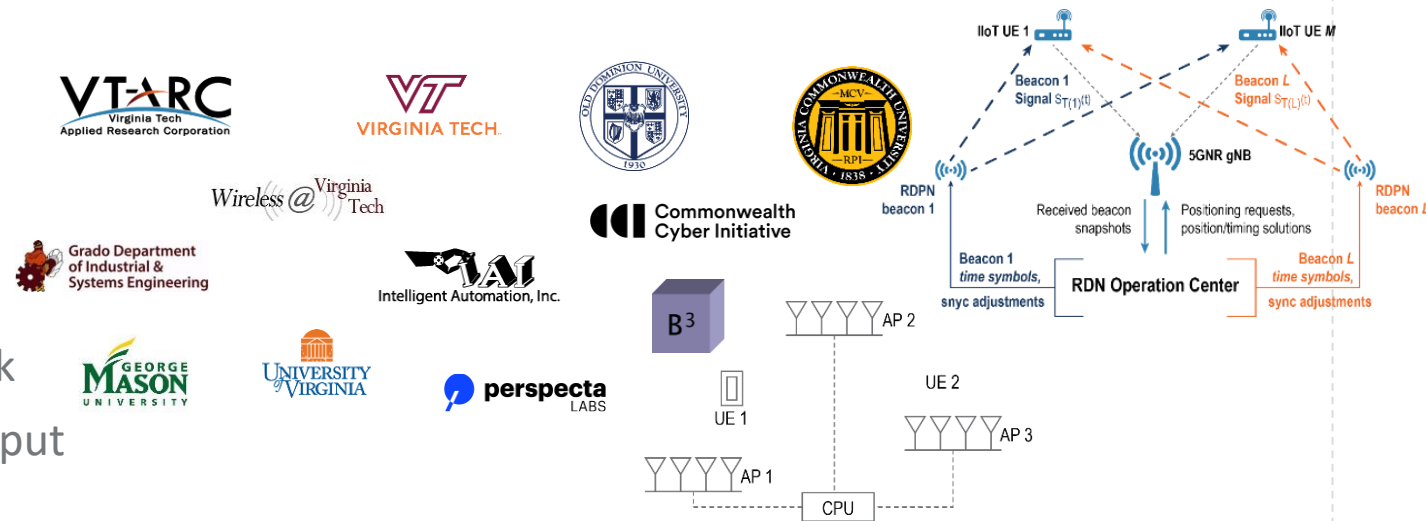 VT-ARC
Virginia Tech
Applied Research Corporation
VT
VIRGINIA TECH
OLD DOMINION UNIVERSITY
1930
VIRGINIA COMMONWEALTH UNIVERSITY
MCV
RPI
1838
Wireless @ Virginia
Tech
Commonwealth
Cyber Initiative
Grado Department
of Industrial &
Systems Engineering
IAI
Intelligent Automation, Inc.
B3
GEORGE
MASON
UNIVERSITY
UNIVERSITY
of VIRGINIA
perspecta
LABS
k
put
IIoT UE 1
IIoT UE M
Beacon 1
Signal ST(1)(t)
Beacon L
Signal ST(L)(t)
5GNR gNB
RDPN
beacon 1
RDPN
beacon L
Received beacon
snapshots
Positioning requests,
position/timing solutions
Beacon 1
time symbols,
snyc adjustments
RDN Operation Center
Beacon L
time symbols,
sync adjustments
AP 2
UE 1
UE 2
AP 3
AP 1
CPU